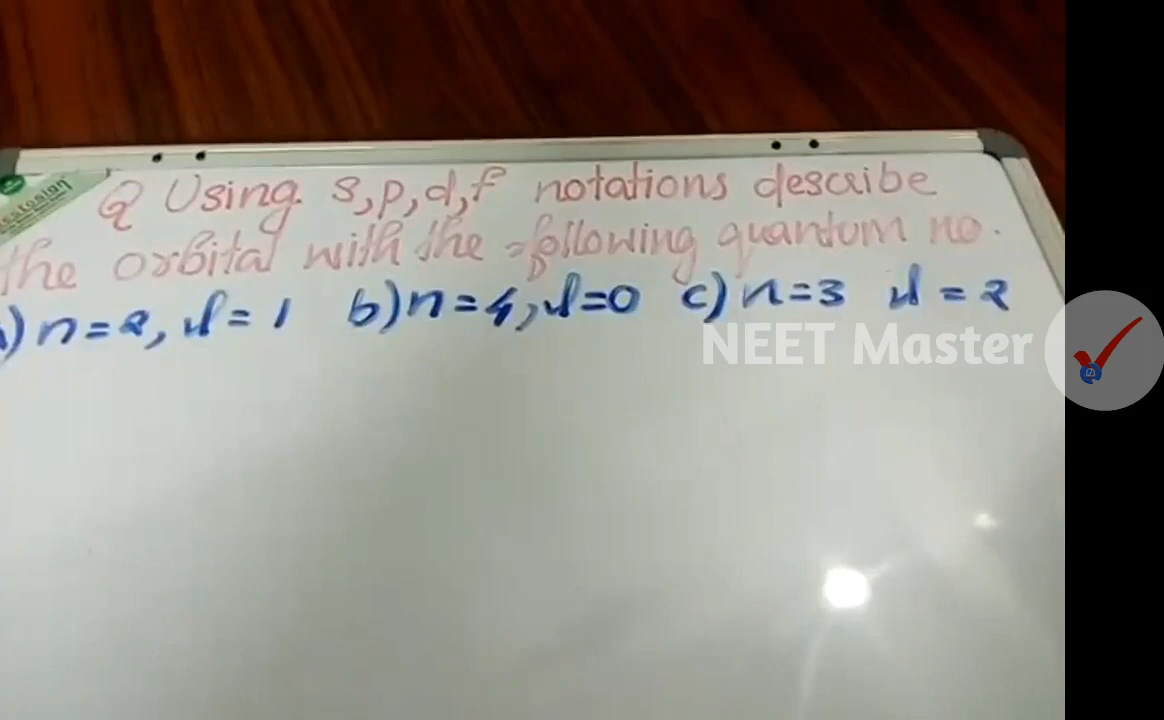 Q Using s,p,d,f notations describe
the orbital with the following quantum no.
) n=2, l=1 b) n=4, l=0 c) n=3 l=2
NEET Master